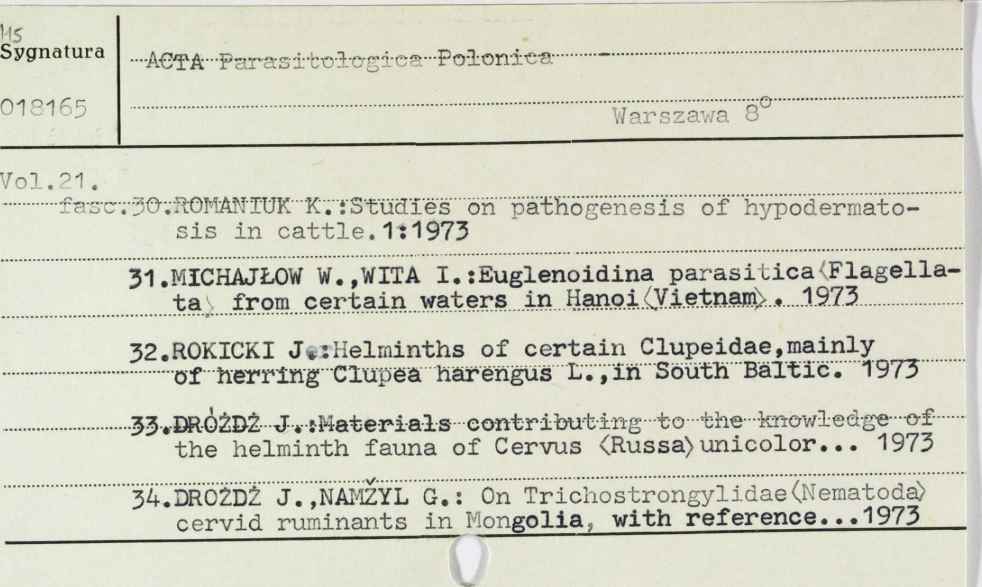 MS
Sygnatura
ACTA Parasitologica Polonica -
018165
Warszawa 8°
Vol.21.
fasc.30.ROMANIUK K.:Studies on pathogenesis of hypodermato-
sis in cattle.1:1973
31.MICHAJŁOW W.,WITA I.:Euglenoidina parasitica<Flagella-
ta> from certain waters in Hanoi<Vietnam>. 1973
32.ROKICKI J.:Helminths of certain Clupeidae,mainly
of herring Clupea harengus L.,in South Baltic. 1973
33.DRÓŻDŻ J.:Materials contributing to the knowledge of
the helminth fauna of Cervus <Russa>unicolor... 1973
34.DROŻDŻ J.,NAMŽYL G.: On Trichostrongylidae<Nematoda>
cervid ruminants in Mongolia, with reference...1973